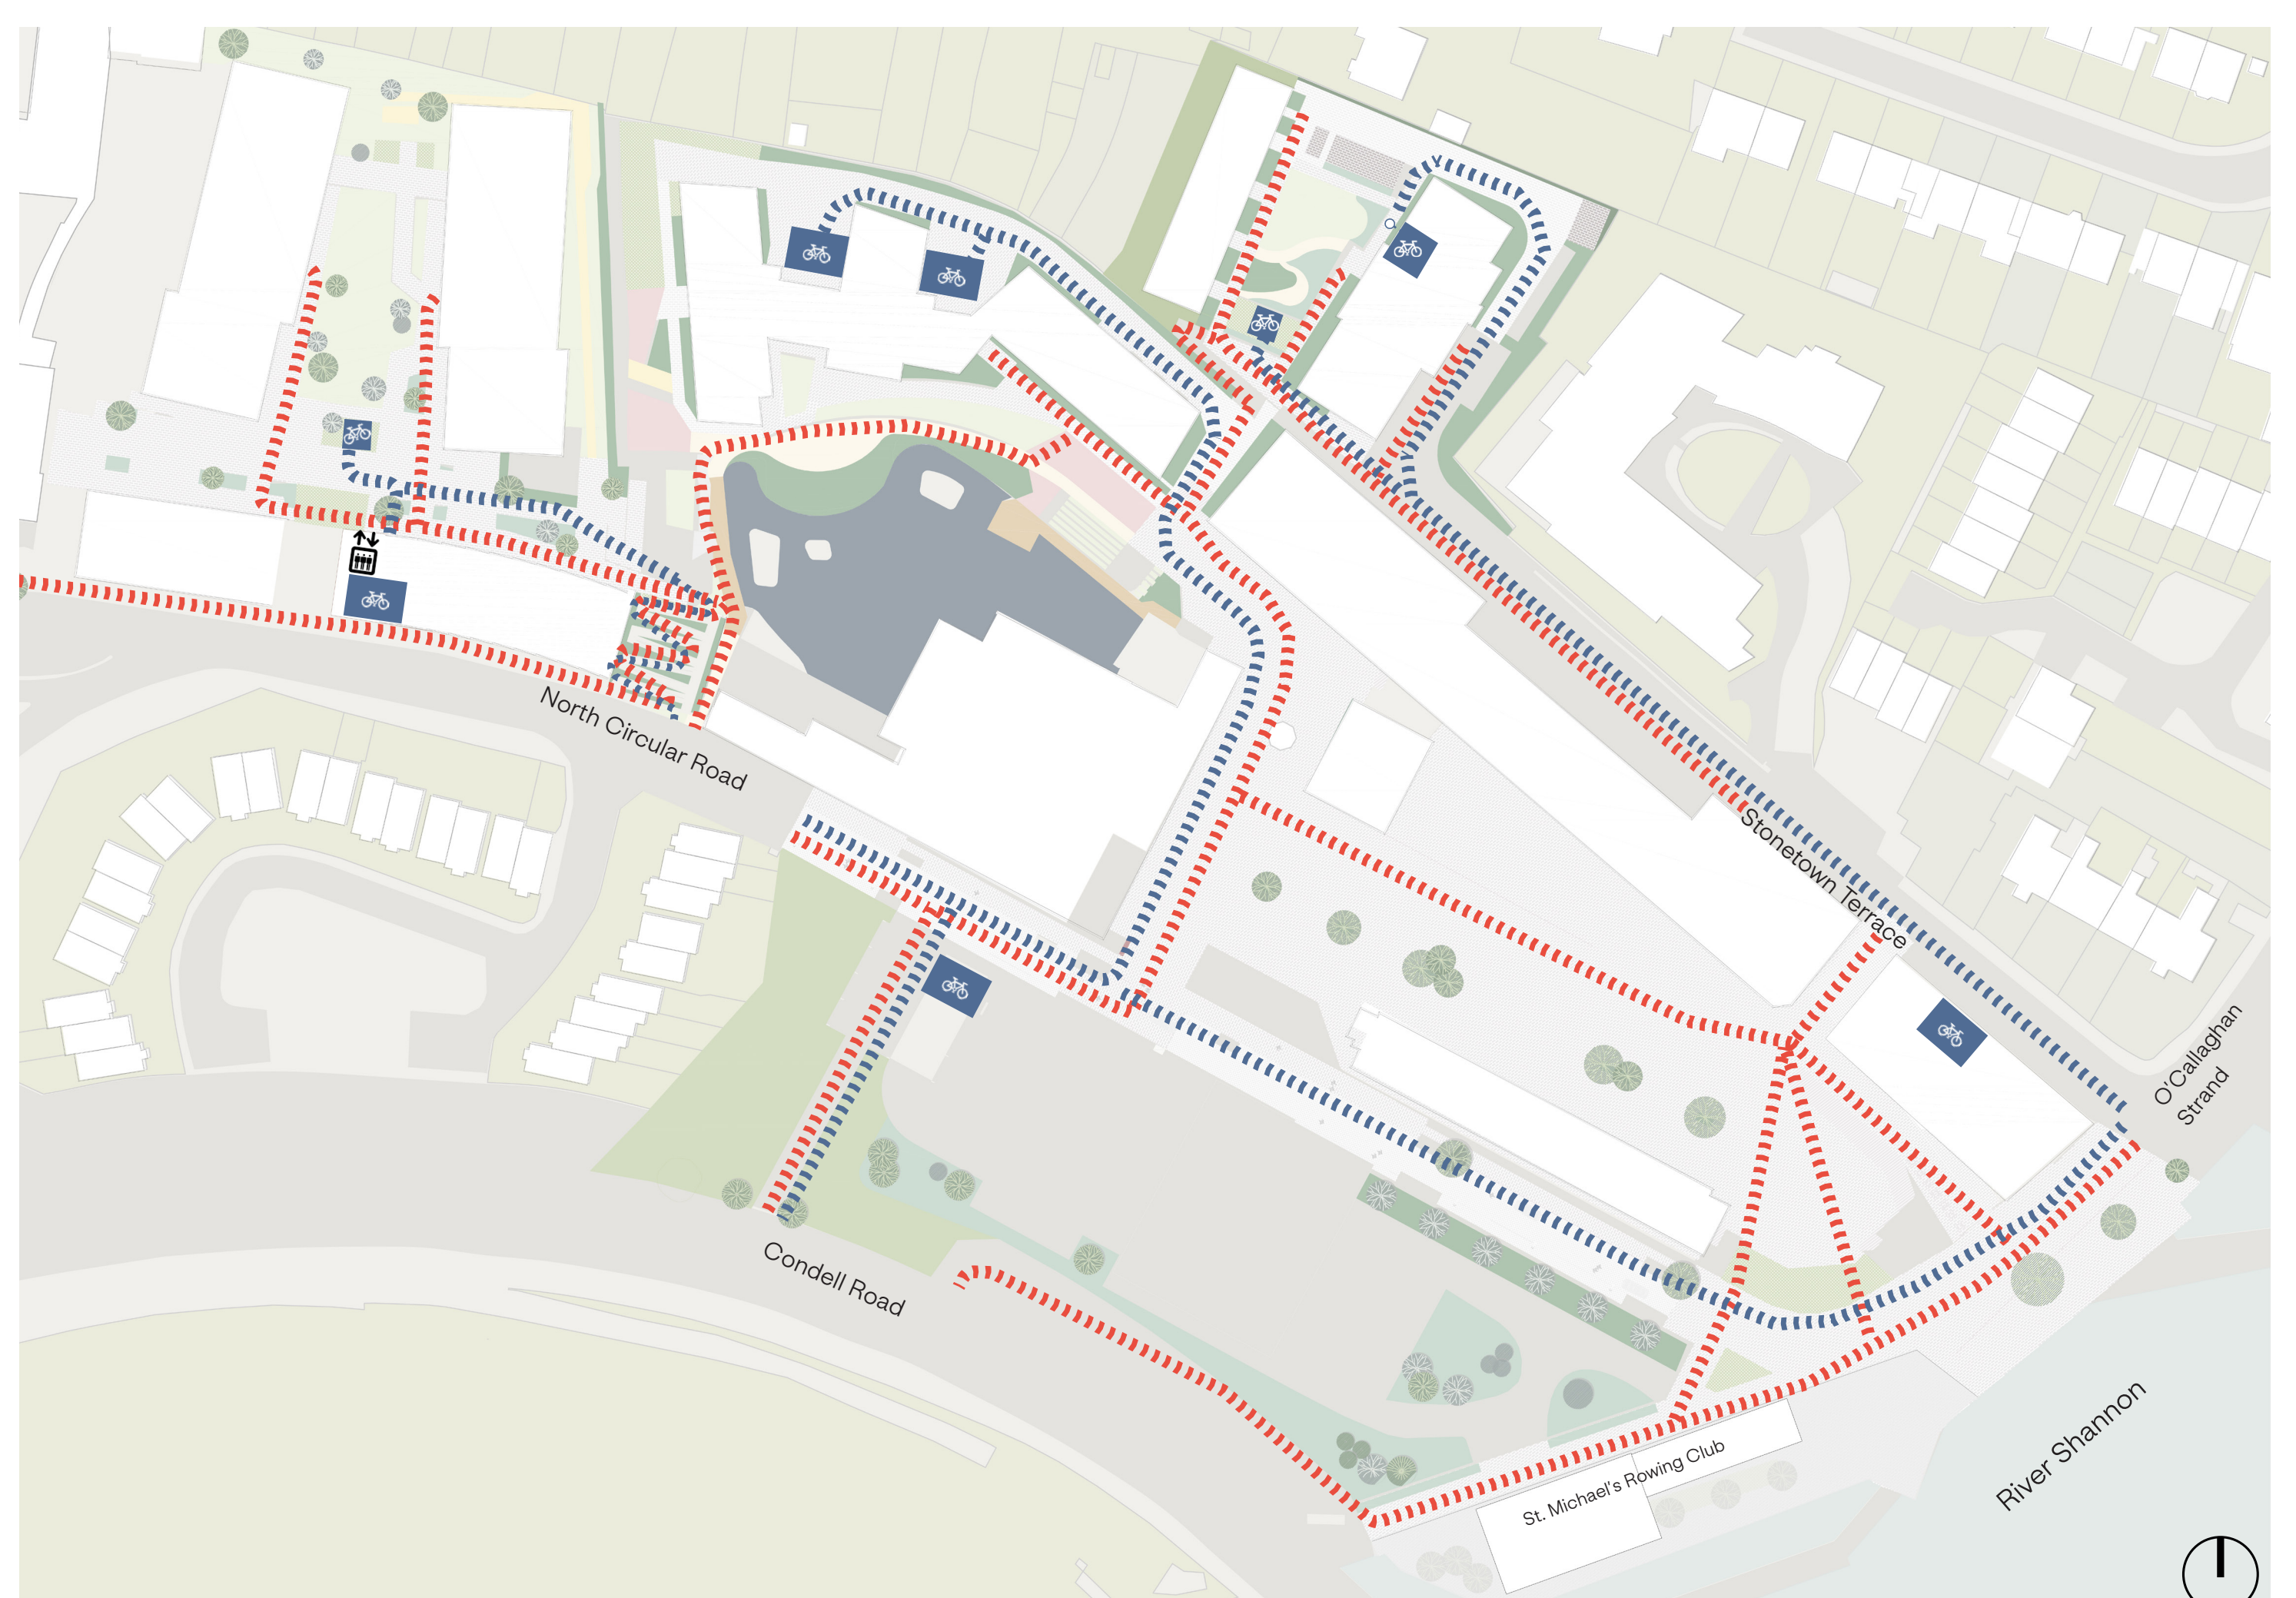 North Circular Road
Stonetown Terrace
O'Callaghan
Strand
Condell Road
River Shannon
St. Michael's Rowing Club